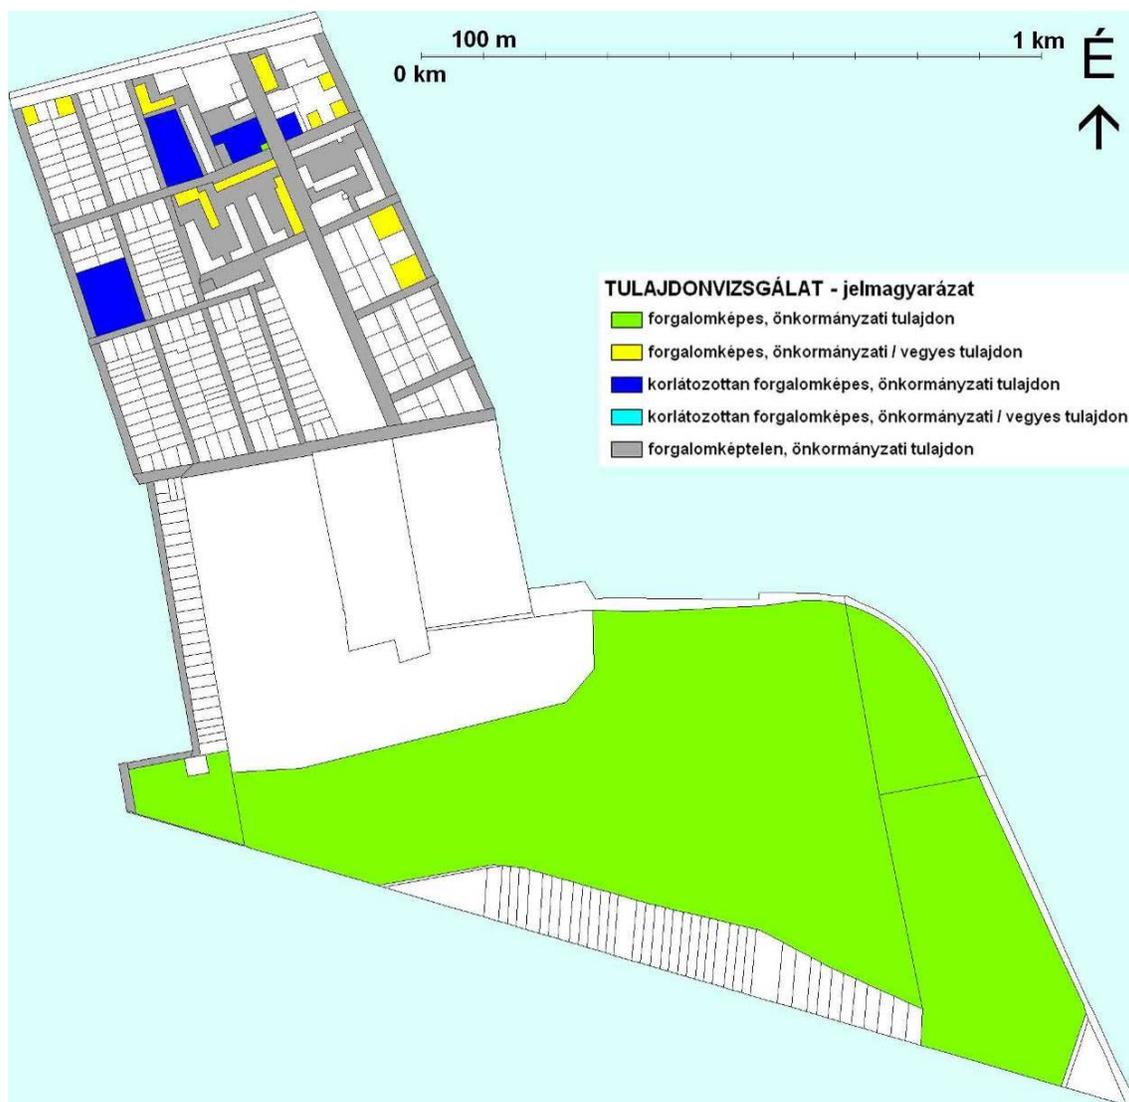 100 m
1 km
0 km
É
TULAJDONVIZSGÁLAT - jelmagyarázat
forgalomképes, önkormányzati tulajdon
forgalomképes, önkormányzati / vegyes tulajdon
korlátozottan forgalomképes, önkormányzati tulajdon
korlátozottan forgalomképes, önkormányzati / vegyes tulajdon
forgalomképtelen, önkormányzati tulajdon